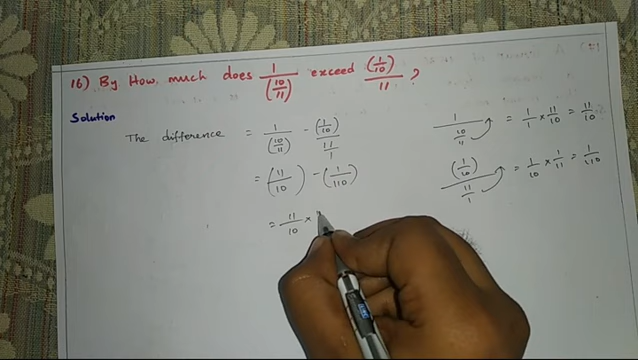 16) By How much does 1/(10/11) exceed (1/10)/11 ?
Solution
The difference = 1/(10/11) - (1/10)/(11/1)
= (11/10) - (1/110)
= 11/10 ×
1/(10/11) = 1/1 × 11/10 = 11/10
(1/10)/(11/1) = 1/10 × 1/11 = 1/110